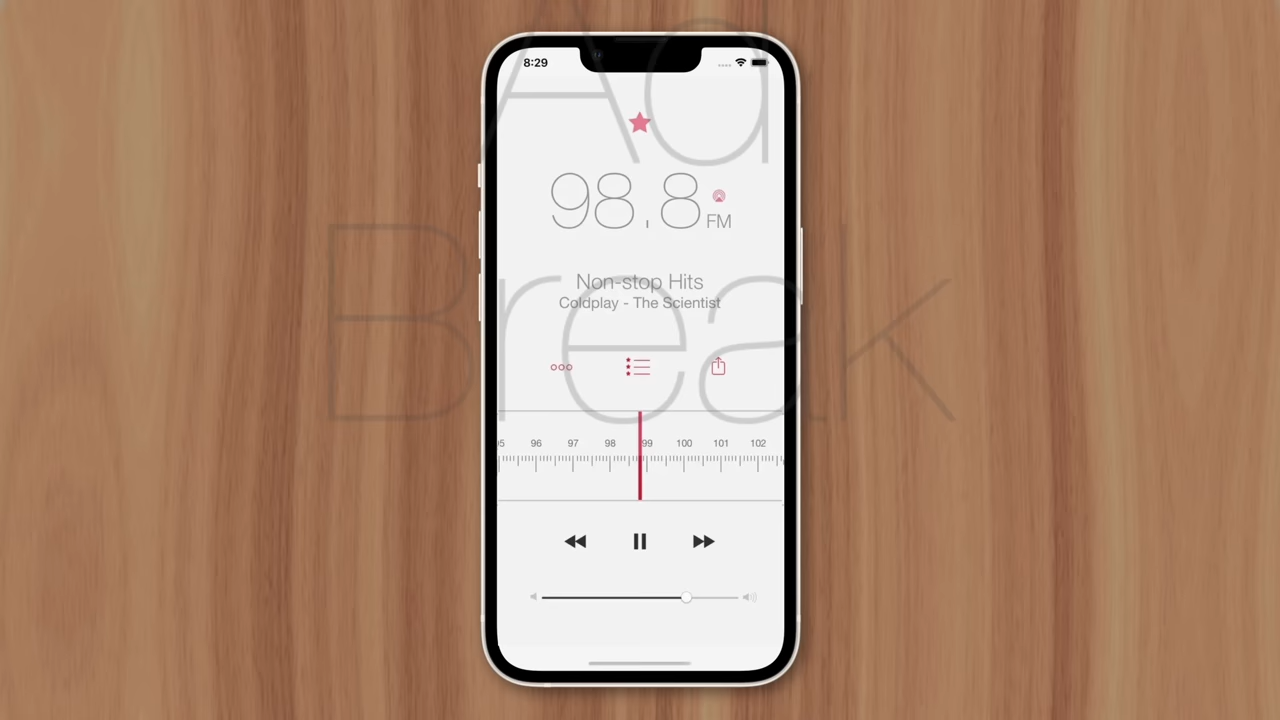 Ad
8:29
98.8
FM
Non-stop Hits
Coldplay - The Scientist
Break
96 97 98 99 100 101 102